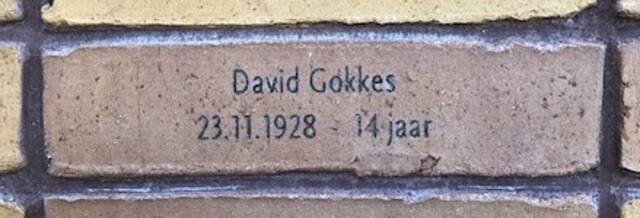 David Gokkes
23.11.1928 - 14 jaar